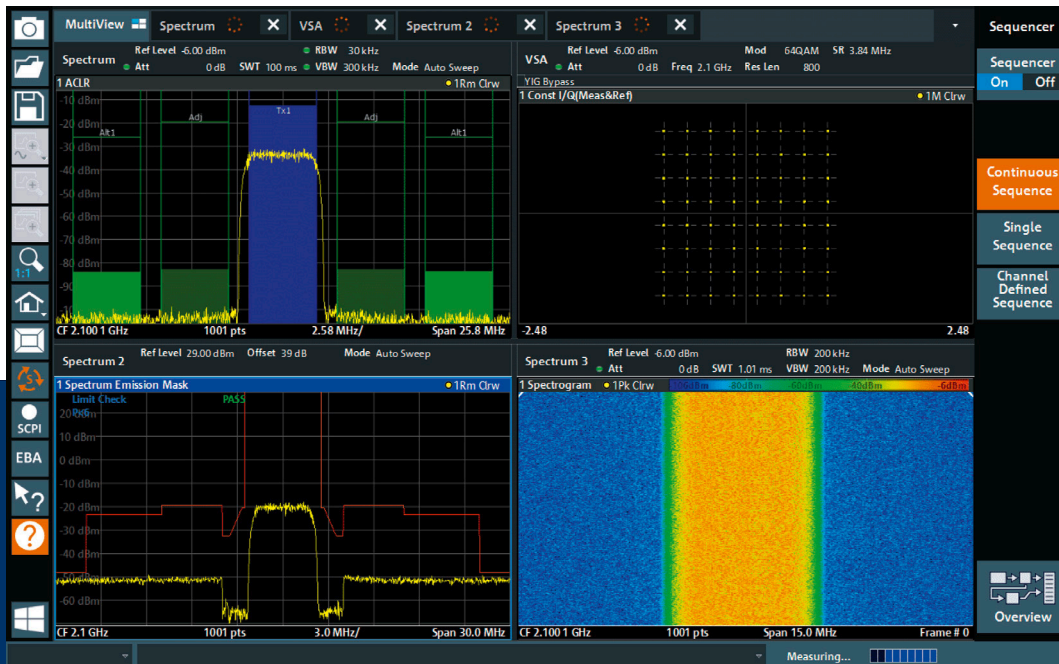 MultiView Spectrum VSA Spectrum 2 Spectrum 3
Sequencer
Spectrum
Ref Level -6.00 dBm RBW 30 kHz
Att 0 dB SWT 100 ms VBW 300 kHz Mode Auto Sweep
1 ACLR 1Rm Clrw
-10 dBm
-20 dBm
-30 dBm
-40 dBm
-50 dBm
-60 dBm
-70 dBm
-80 dBm
-90
Alt1 Adj Tx1 Adj Alt1
CF 2.100 1 GHz 1001 pts 2.58 MHz/ Span 25.8 MHz
VSA
Ref Level -6.00 dBm Mod 64QAM SR 3.84 MHz
Att 0 dB Freq 2.1 GHz Res Len 800
YIG Bypass
1 Const I/Q(Meas&Ref) 1M Clrw
-2.48 2.48
Spectrum 2
Ref Level 29.00 dBm Offset 39 dB Mode Auto Sweep
1 Spectrum Emission Mask 1Rm Clrw
Limit Check PASS
20 dBm
10 dBm
0 dBm
-10 dBm
-20 dBm
-30 dBm
-40 dBm
-60 dBm
CF 2.1 GHz 1001 pts 3.0 MHz/ Span 30.0 MHz
Spectrum 3
Ref Level -6.00 dBm RBW 200 kHz
Att 0 dB SWT 1.01 ms VBW 200 kHz Mode Auto Sweep
1 Spectrogram 1Pk Clrw -80dBm -60dBm -40dBm -6dBm
CF 2.100 1 GHz 1001 pts Span 15.0 MHz Frame # 0
1:1
SCPI
EBA
Sequencer
On Off
Continuous
Sequence
Single
Sequence
Channel
Defined
Sequence
Overview
Measuring...